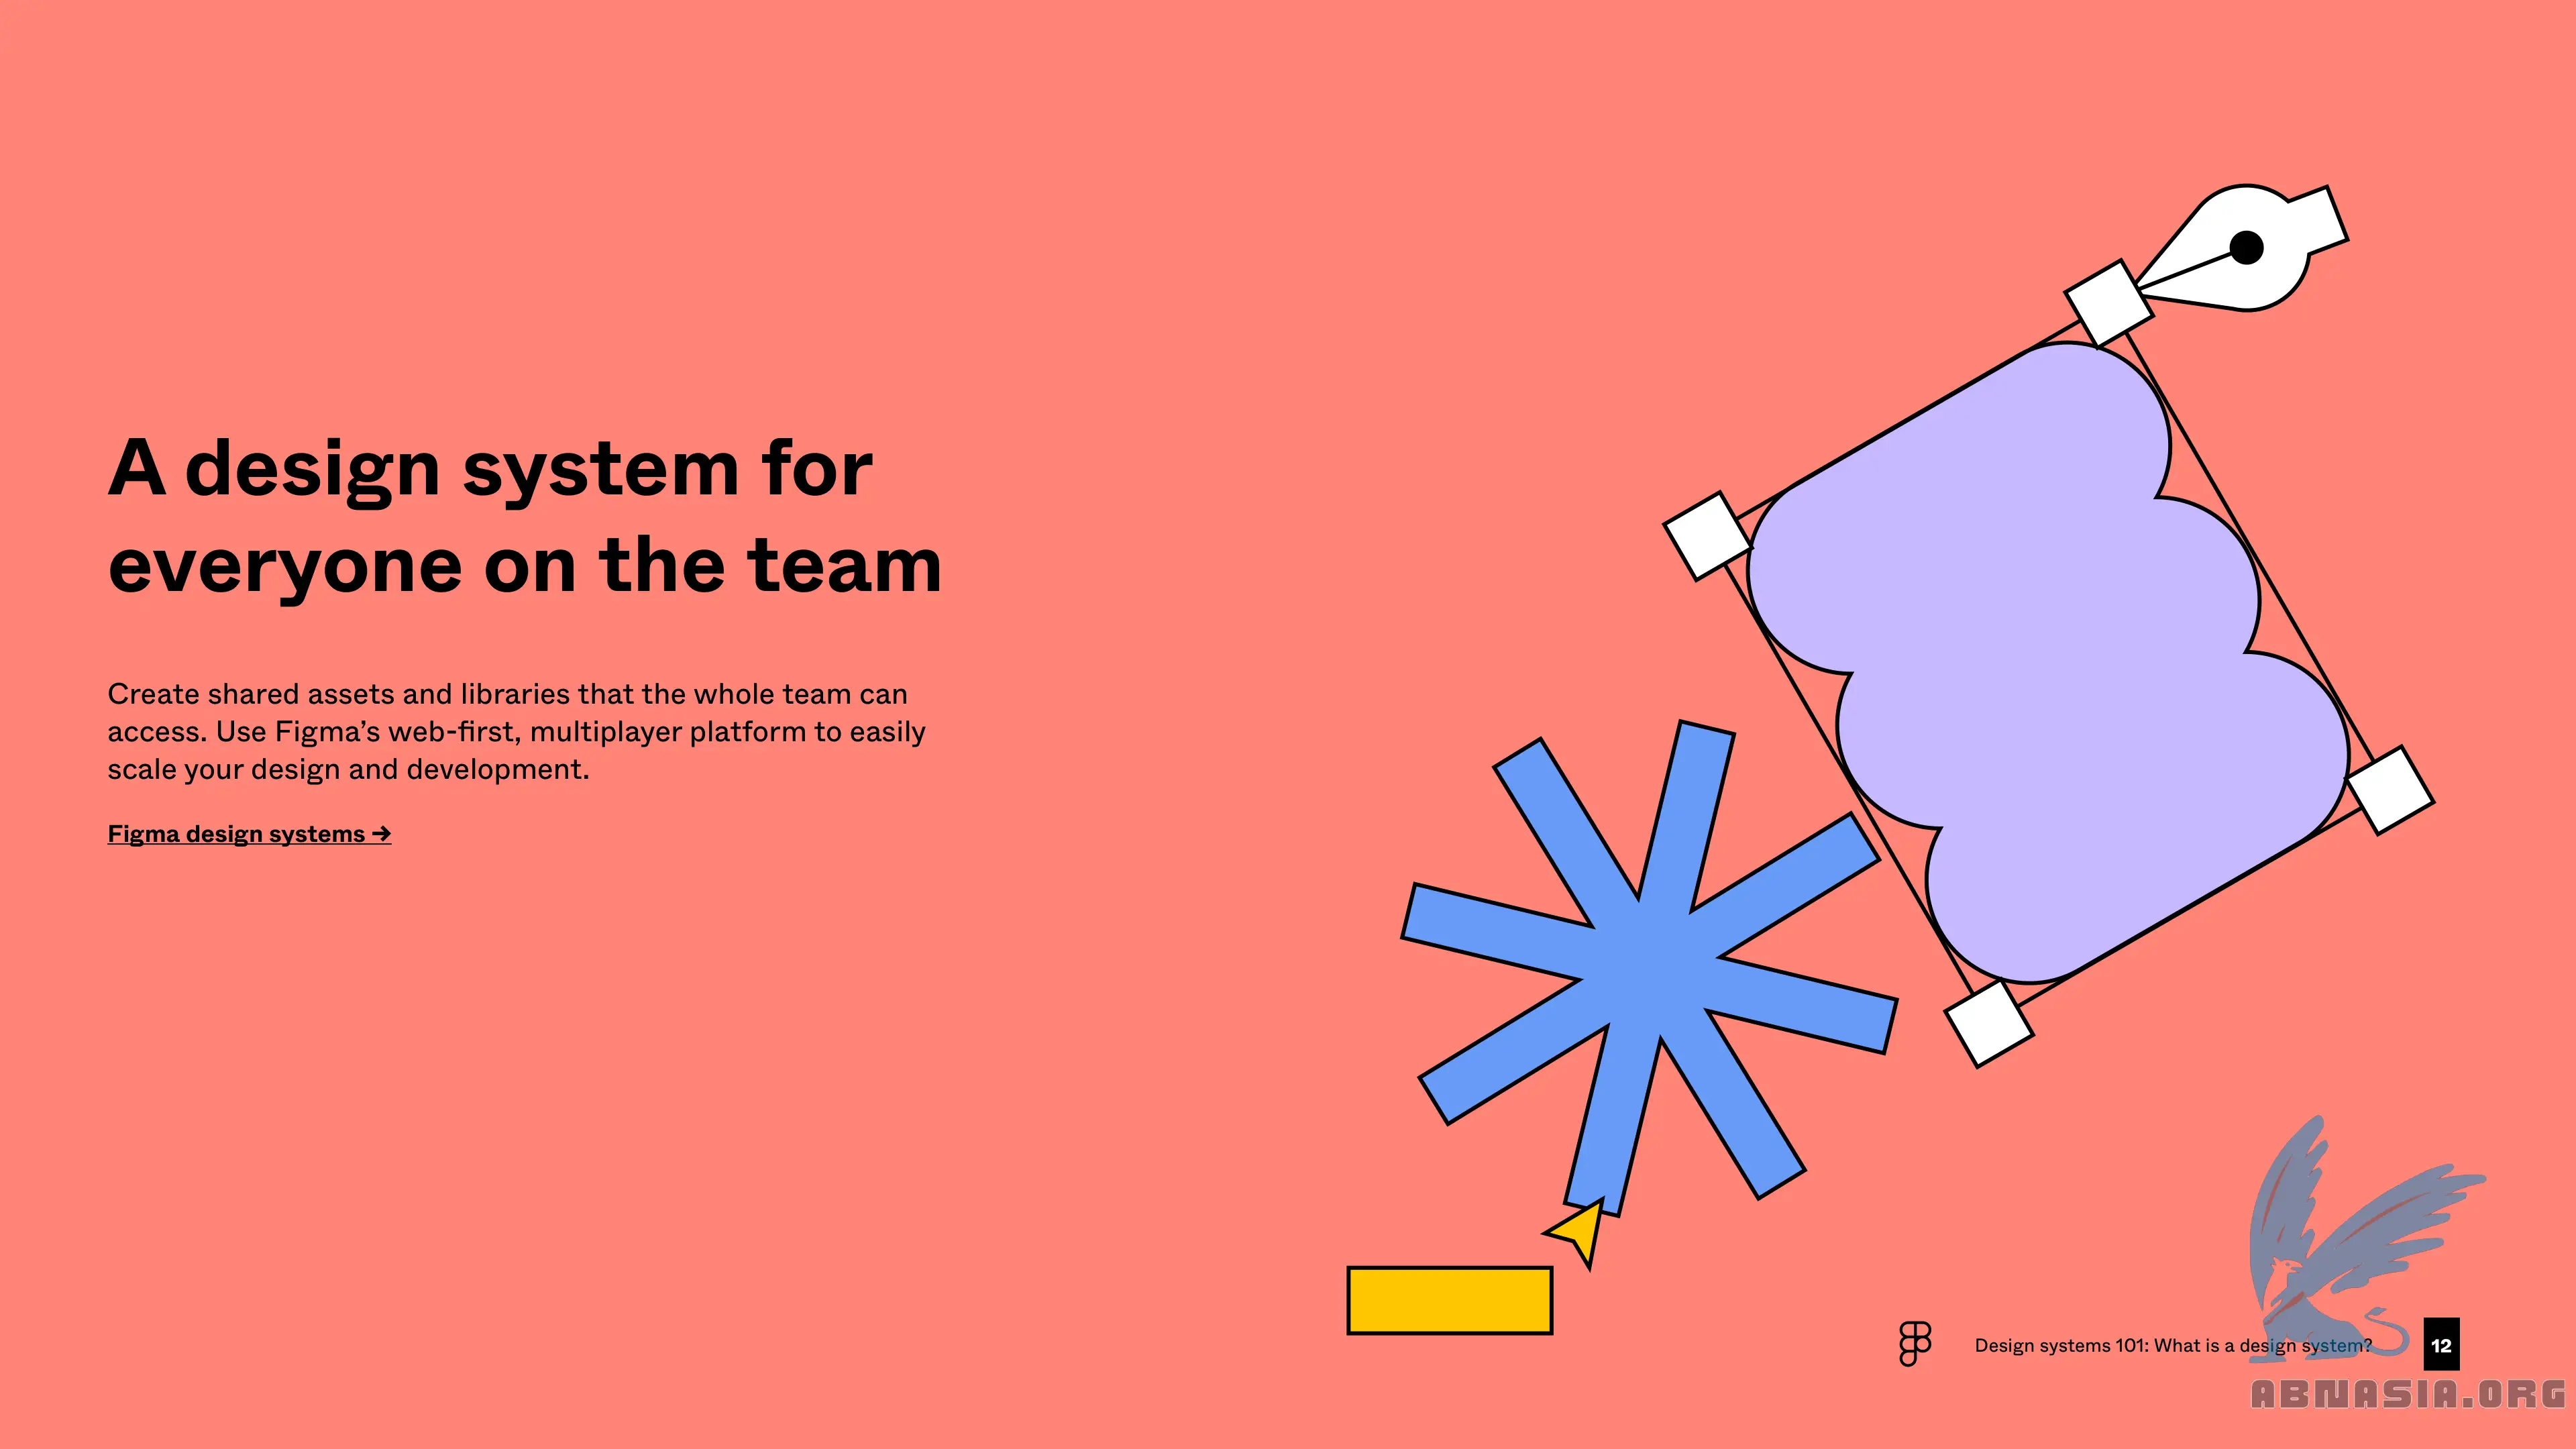 A design system for
everyone on the team
Create shared assets and libraries that the whole team can
access. Use Figma’s web-first, multiplayer platform to easily
scale your design and development.
Figma design systems →
Design systems 101: What is a design system?
12
ABNASIA.ORG